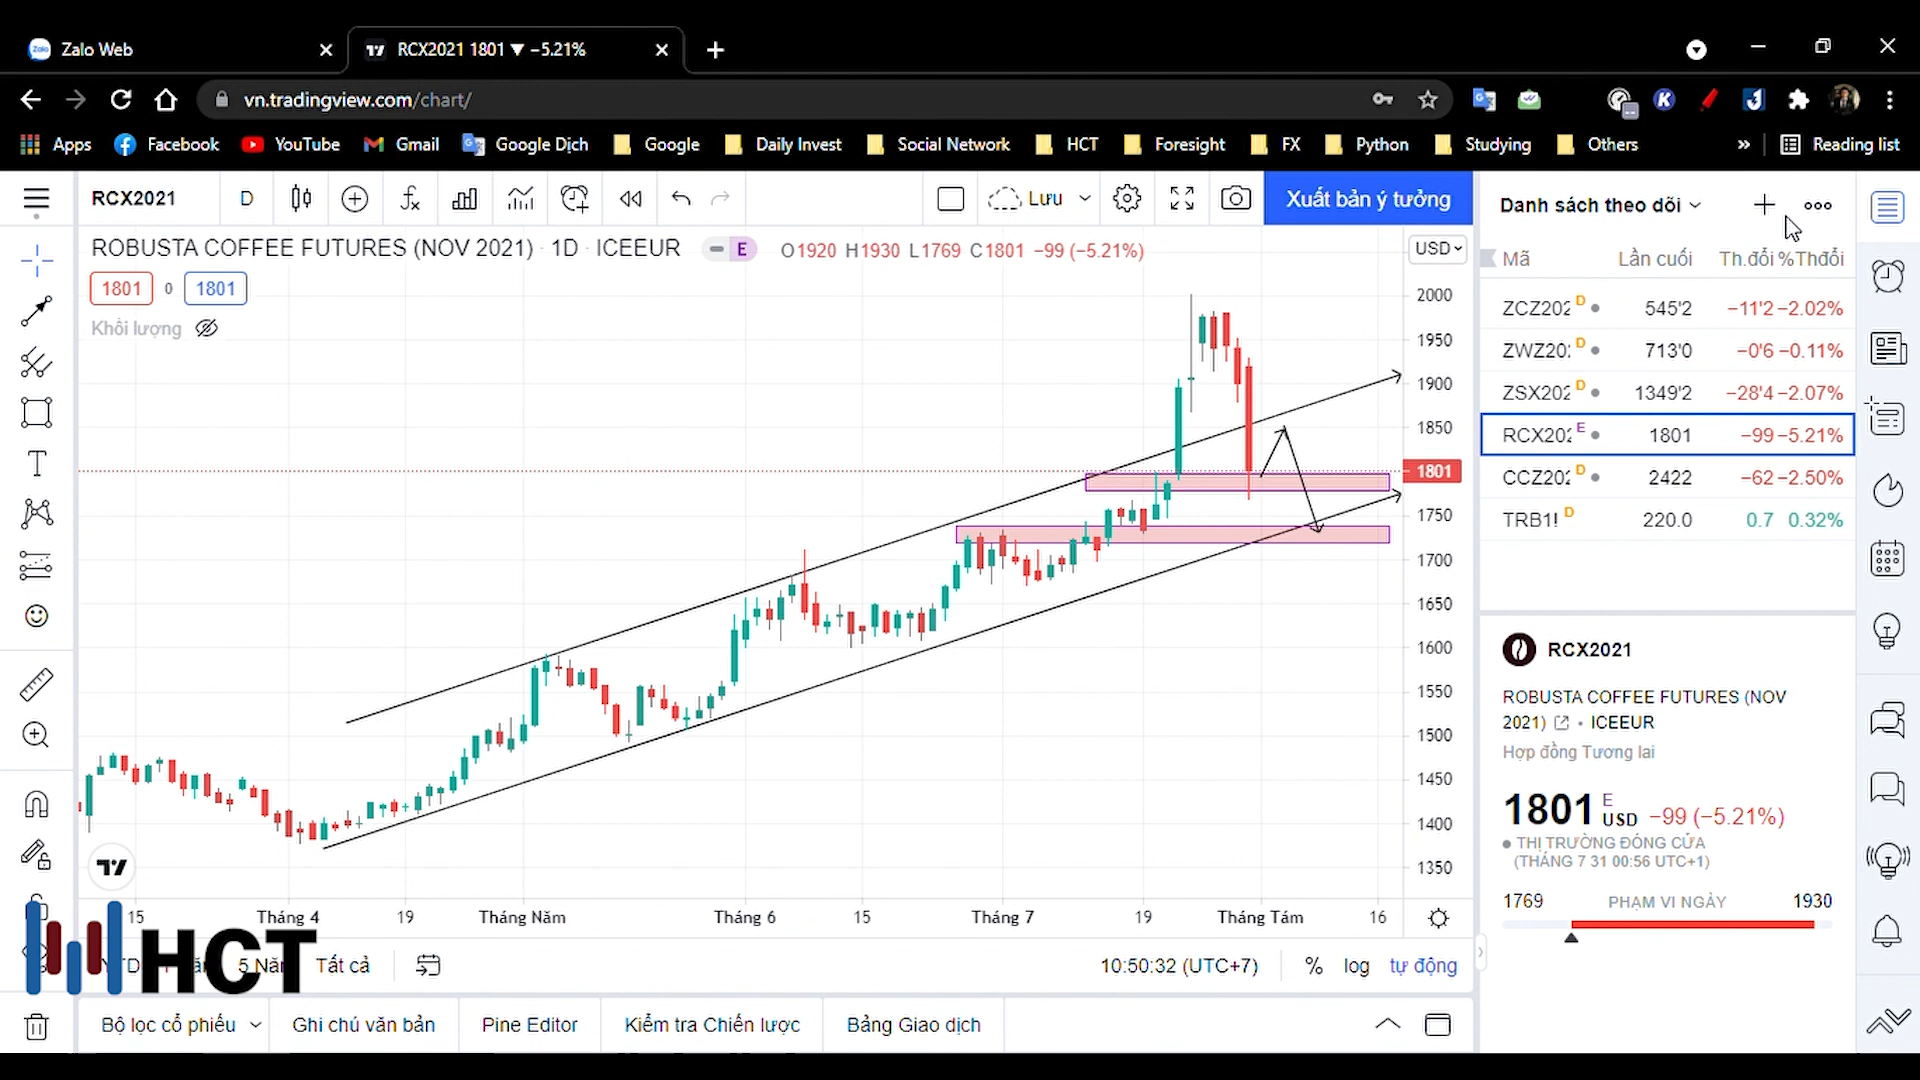 Zalo Web
RCX2021 1801 ▼ −5.21%
vn.tradingview.com/chart/
Apps Facebook YouTube Gmail Google Dịch Google Daily Invest Social Network HCT Foresight FX Python Studying Others » Reading list
RCX2021 D Lưu Xuất bản ý tưởng
ROBUSTA COFFEE FUTURES (NOV 2021) · 1D · ICEEUR E O1920 H1930 L1769 C1801 −99 (−5.21%)
USD
1801 0 1801
Khối lượng
2000
1950
1900
1850
1801
1750
1700
1650
1600
1550
1500
1450
1400
1350
15 Tháng 4 19 Tháng Năm Tháng 6 15 Tháng 7 19 Tháng Tám 16
HCT
5 Năm Tất cả 10:50:32 (UTC+7) % log tự động
Bộ lọc cổ phiếu Ghi chú văn bản Pine Editor Kiểm tra Chiến lược Bảng Giao dịch
Danh sách theo dõi
Mã Lần cuối Th.đổi %Thđổi
ZCZ202 D 545'2 −11'2 −2.02%
ZWZ20 D 713'0 −0'6 −0.11%
ZSX202 D 1349'2 −28'4 −2.07%
RCX202 E 1801 −99 −5.21%
CCZ202 D 2422 −62 −2.50%
TRB1! D 220.0 0.7 0.32%
RCX2021
ROBUSTA COFFEE FUTURES (NOV
2021) • ICEEUR
Hợp đồng Tương lai
1801 E USD −99 (−5.21%)
THỊ TRƯỜNG ĐÓNG CỬA
(THÁNG 7 31 00:56 UTC+1)
1769 PHẠM VI NGÀY 1930